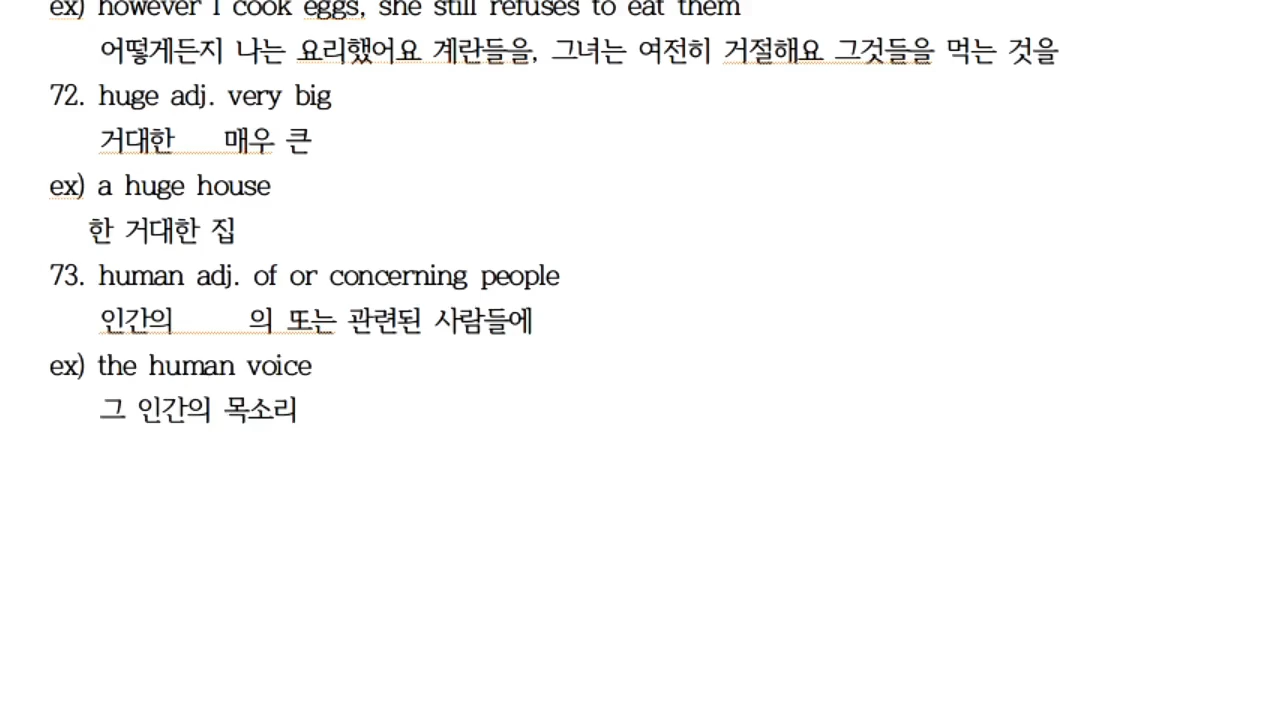 ex) however I cook eggs, she still refuses to eat them
어떻게든지 나는 요리했어요 계란들을, 그녀는 여전히 거절해요 그것들을 먹는 것을
72. huge adj. very big
거대한 매우 큰
ex) a huge house
한 거대한 집
73. human adj. of or concerning people
인간의 의 또는 관련된 사람들에
ex) the human voice
그 인간의 목소리